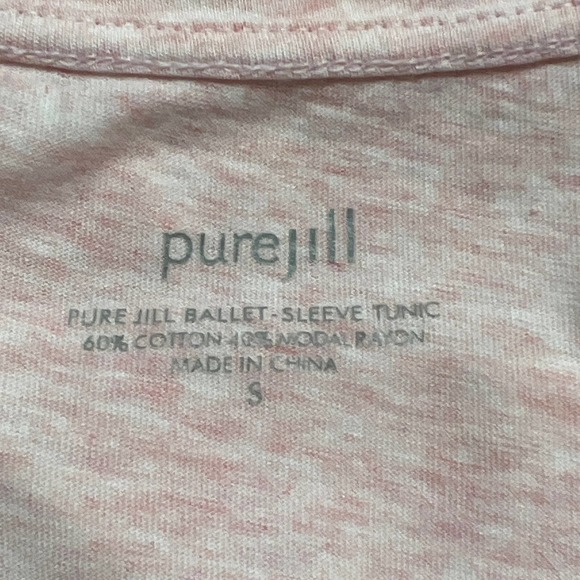 purejill
PURE JILL BALLET-SLEEVE TUNIC
60% COTTON 40% MODAL RAYON
MADE IN CHINA
S